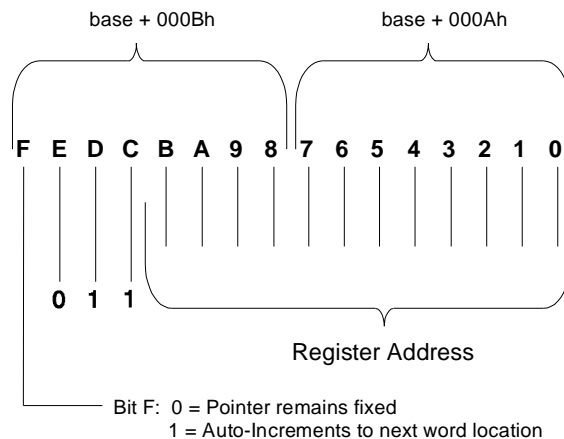 base + 000Bh base + 000Ah
F E D C B A 9 8 7 6 5 4 3 2 1 0
0 1 1
Register Address
Bit F: 0 = Pointer remains fixed
1 = Auto-Increments to next word location